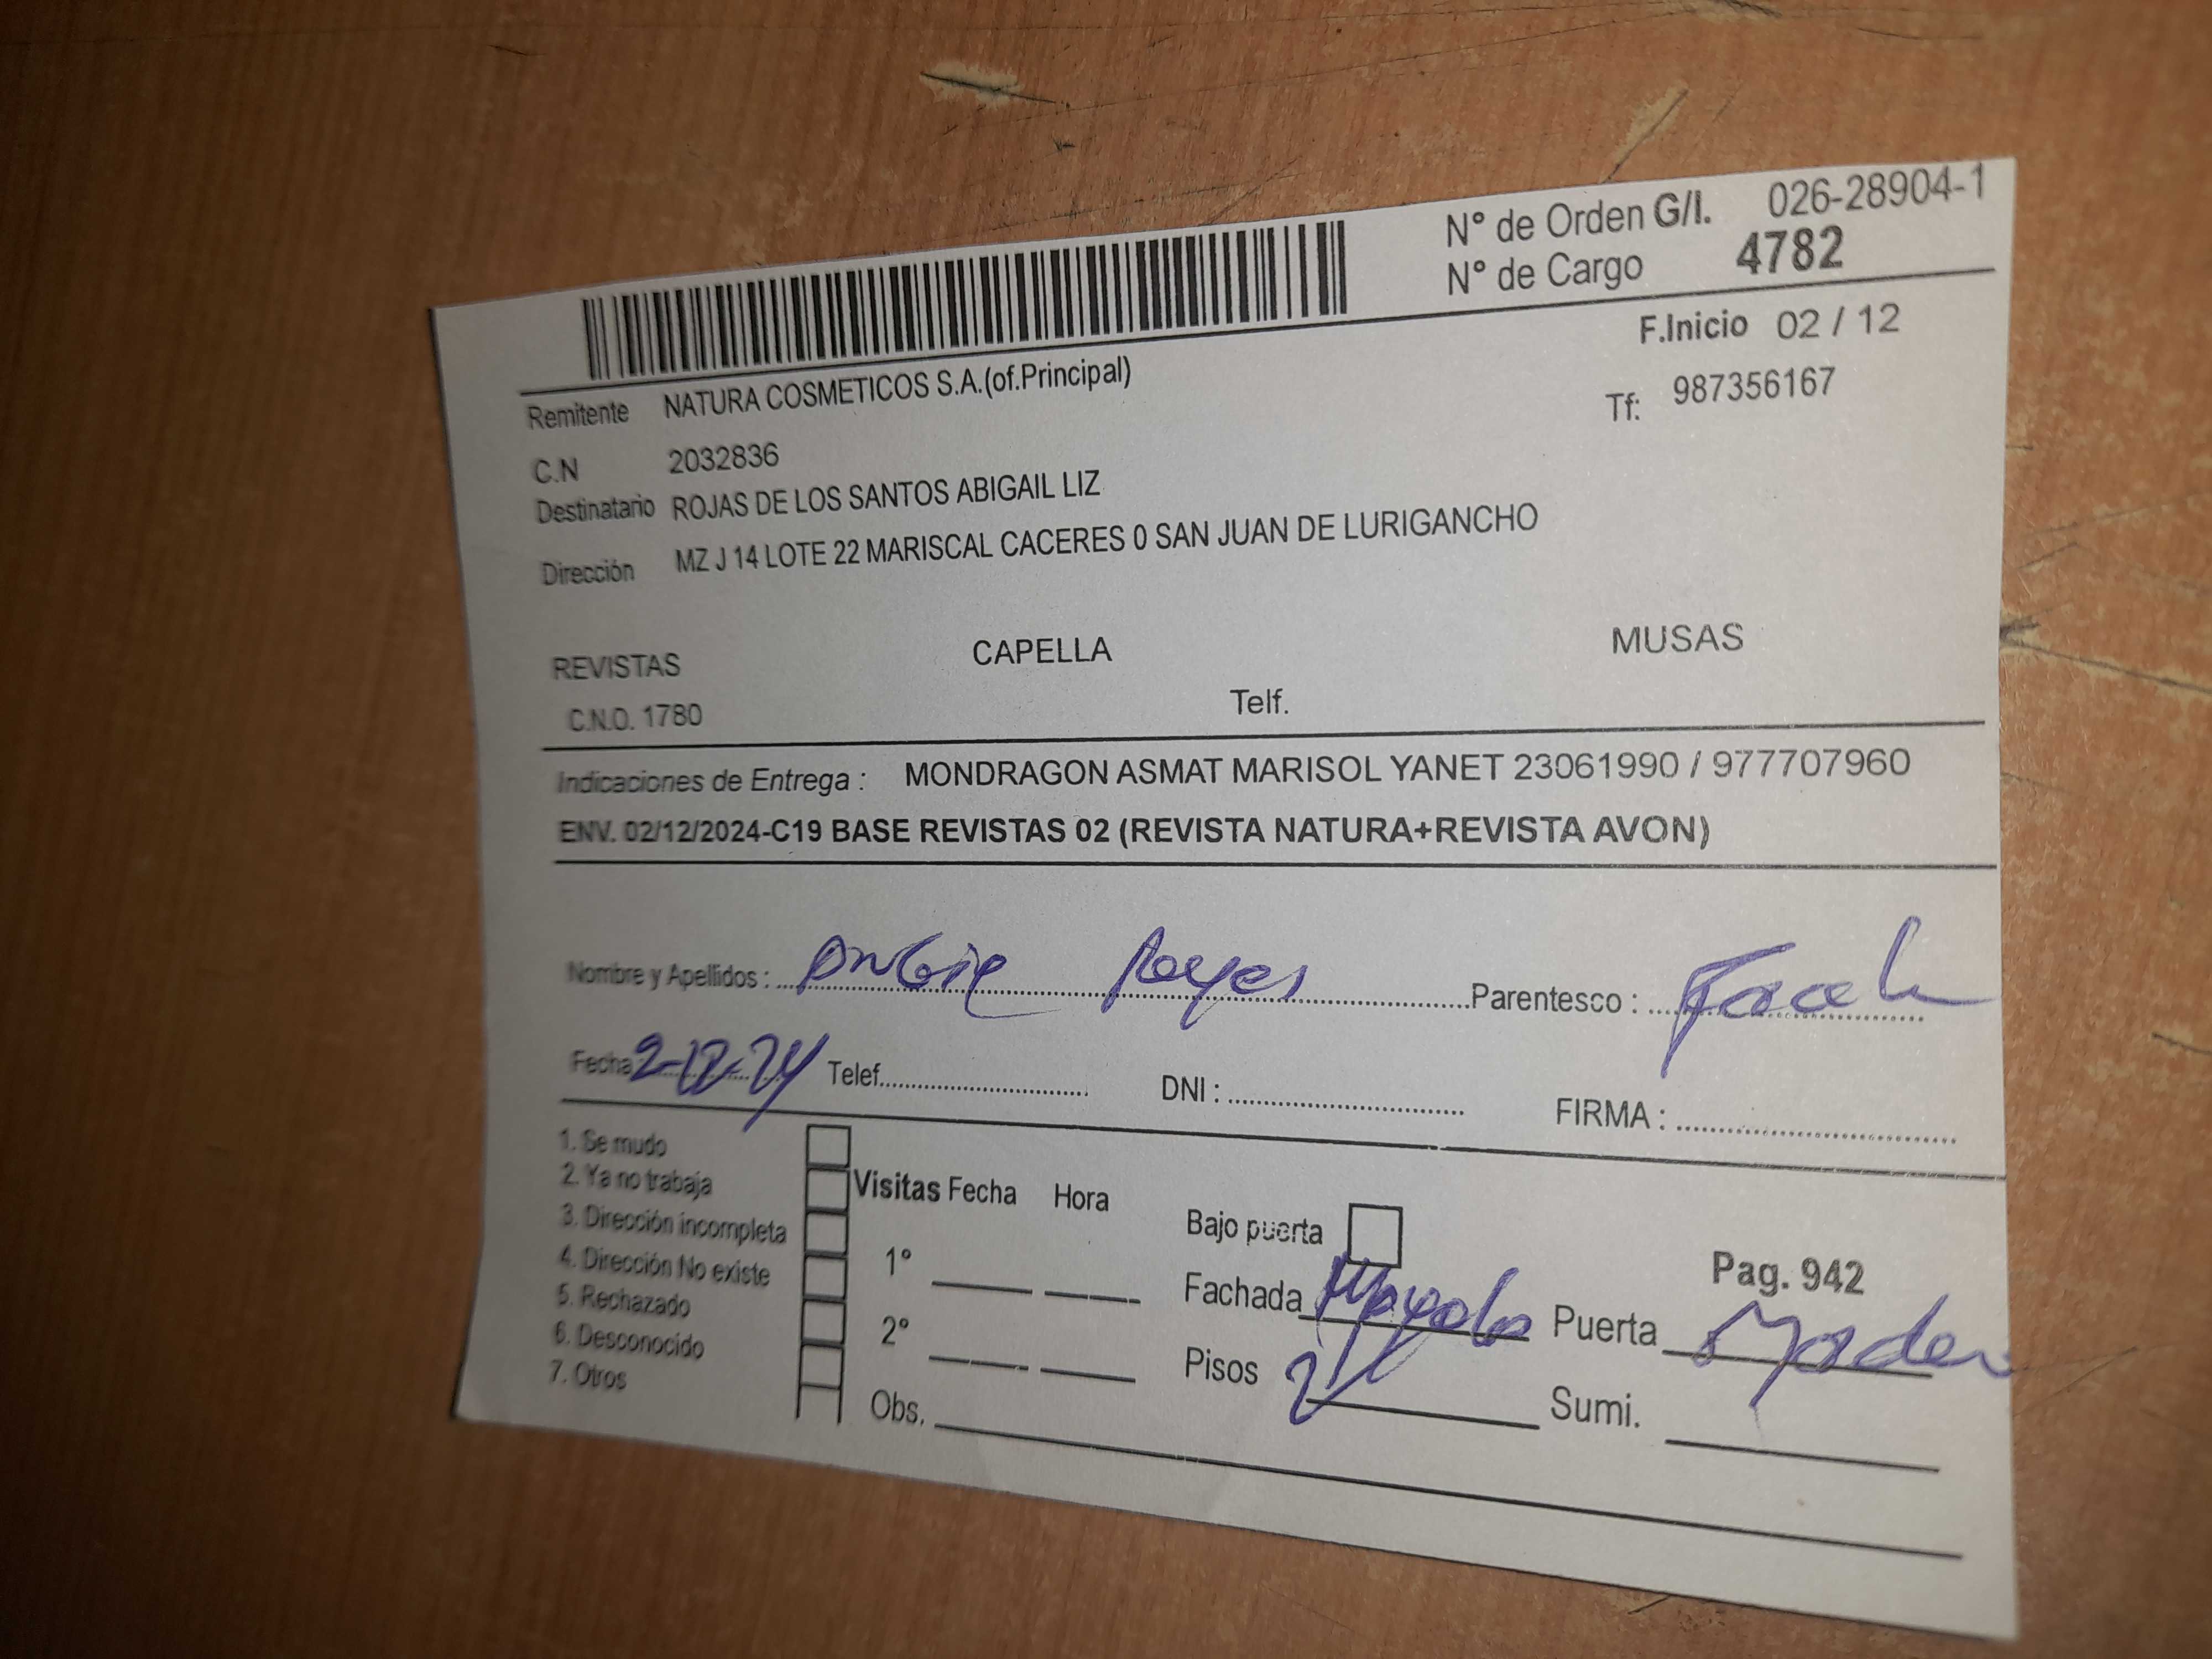 N° de Orden G/I. 026-28904-1
N° de Cargo 4782
F.Inicio 02 / 12
Remitente NATURA COSMETICOS S.A.(of.Principal)
Tf: 987356167
C.N 2032836
Destinatario ROJAS DE LOS SANTOS ABIGAIL LIZ
Dirección MZ J 14 LOTE 22 MARISCAL CACERES 0 SAN JUAN DE LURIGANCHO
REVISTAS CAPELLA MUSAS
C.N.O. 1780 Telf.
Indicaciones de Entrega : MONDRAGON ASMAT MARISOL YANET 23061990 / 977707960
ENV. 02/12/2024-C19 BASE REVISTAS 02 (REVISTA NATURA+REVISTA AVON)
Nombre y Apellidos : Angie Reyes Parentesco :
Fecha 2-12-24 Telef. DNI : FIRMA :
1. Se mudo
2. Ya no trabaja
3. Dirección incompleta
4. Dirección No existe
5. Rechazado
6. Desconocido
7. Otros
Visitas Fecha Hora
1°
2°
Obs.
Bajo puerta
Pag. 942
Fachada Puerta
Pisos 2 Sumi.